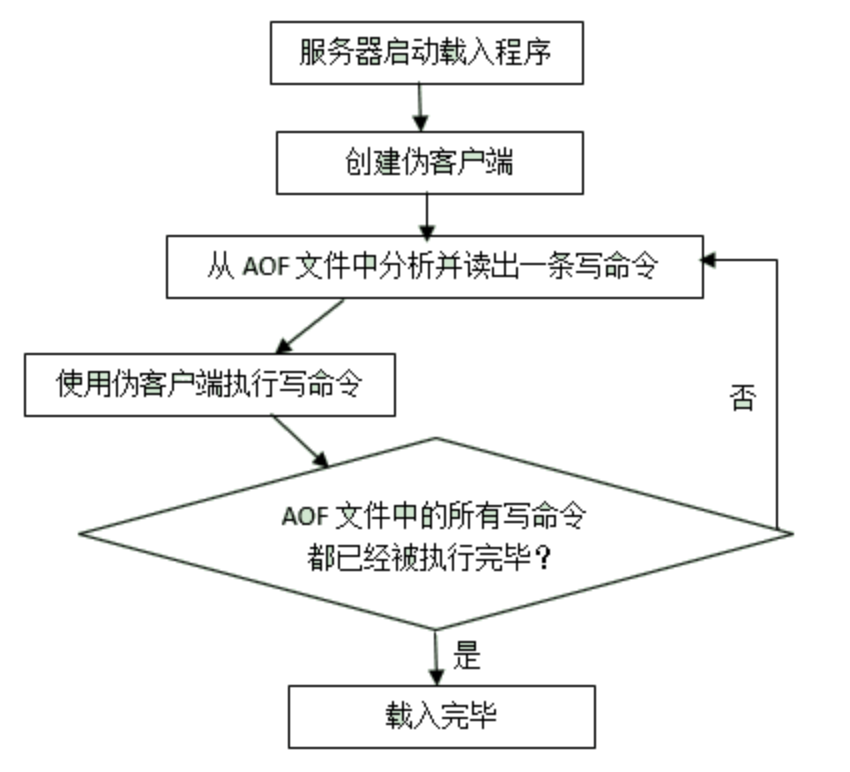 服务器启动载入程序
创建伪客户端
从 AOF 文件中分析并读出一条写命令
使用伪客户端执行写命令
否
AOF 文件中的所有写命令
都已经被执行完毕？
是
载入完毕